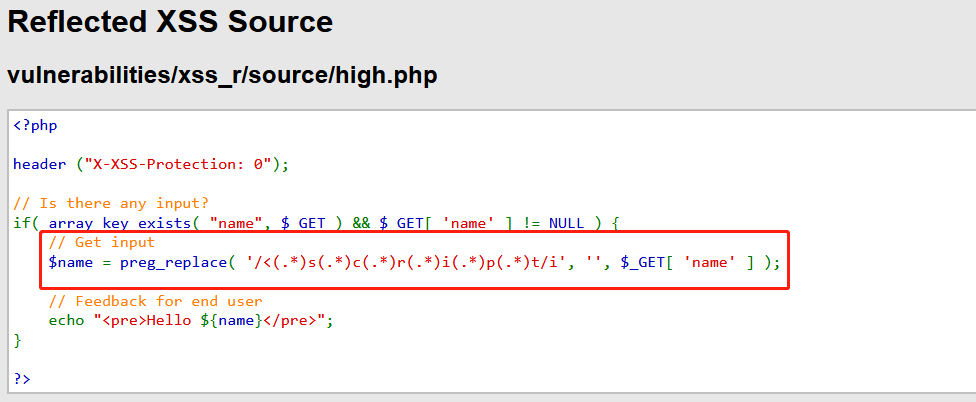 Reflected XSS Source
vulnerabilities/xss_r/source/high.php
<?php
header ("X-XSS-Protection: 0");
// Is there any input?
if( array_key_exists( "name", $_GET ) && $_GET[ 'name' ] != NULL ) {
// Get input
$name = preg_replace( '/<(.*)s(.*)c(.*)r(.*)i(.*)p(.*)t/i', '', $_GET[ 'name' ] );
// Feedback for end user
echo "<pre>Hello ${name}</pre>";
}
?>